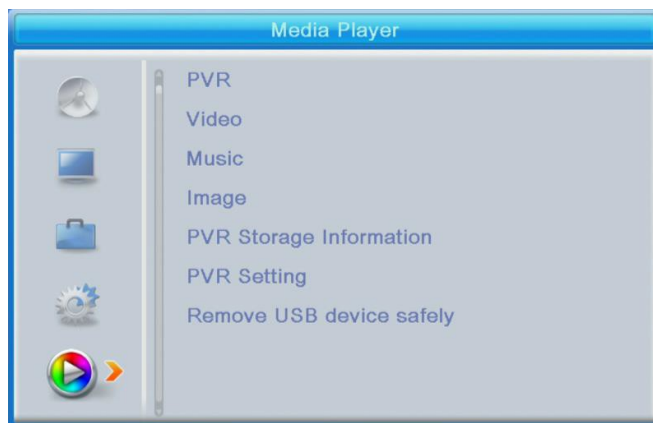 Media Player
PVR
Video
Music
Image
PVR Storage Information
PVR Setting
Remove USB device safely